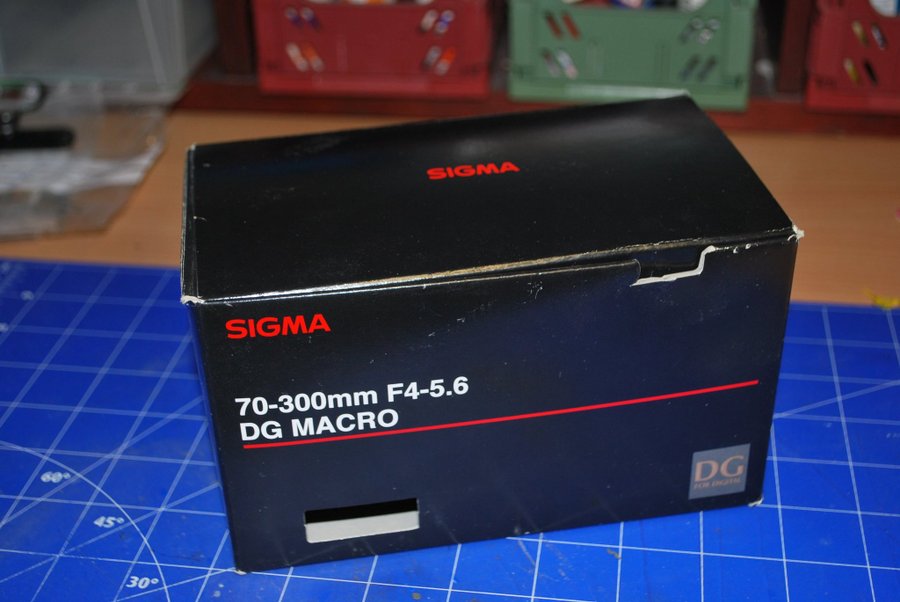 SIGMA
SIGMA
70-300mm F4-5.6
DG MACRO
DG
FOR DIGITAL
60°
45°
30°